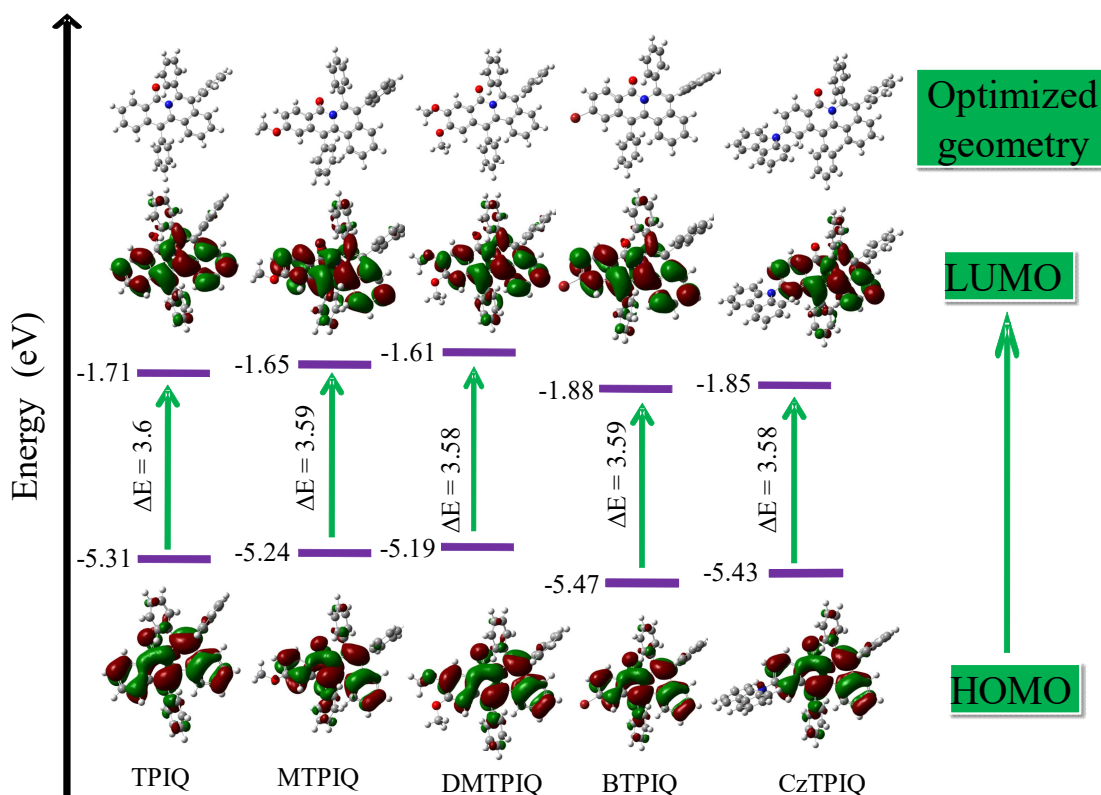 Energy (eV)
Optimized
geometry
LUMO
-1.71
-1.65
-1.61
-1.88
-1.85
ΔE = 3.6
ΔE = 3.59
ΔE = 3.58
ΔE = 3.59
ΔE = 3.58
-5.31
-5.24
-5.19
-5.47
-5.43
HOMO
TPIQ
MTPIQ
DMTPIQ
BTPIQ
CzTPIQ